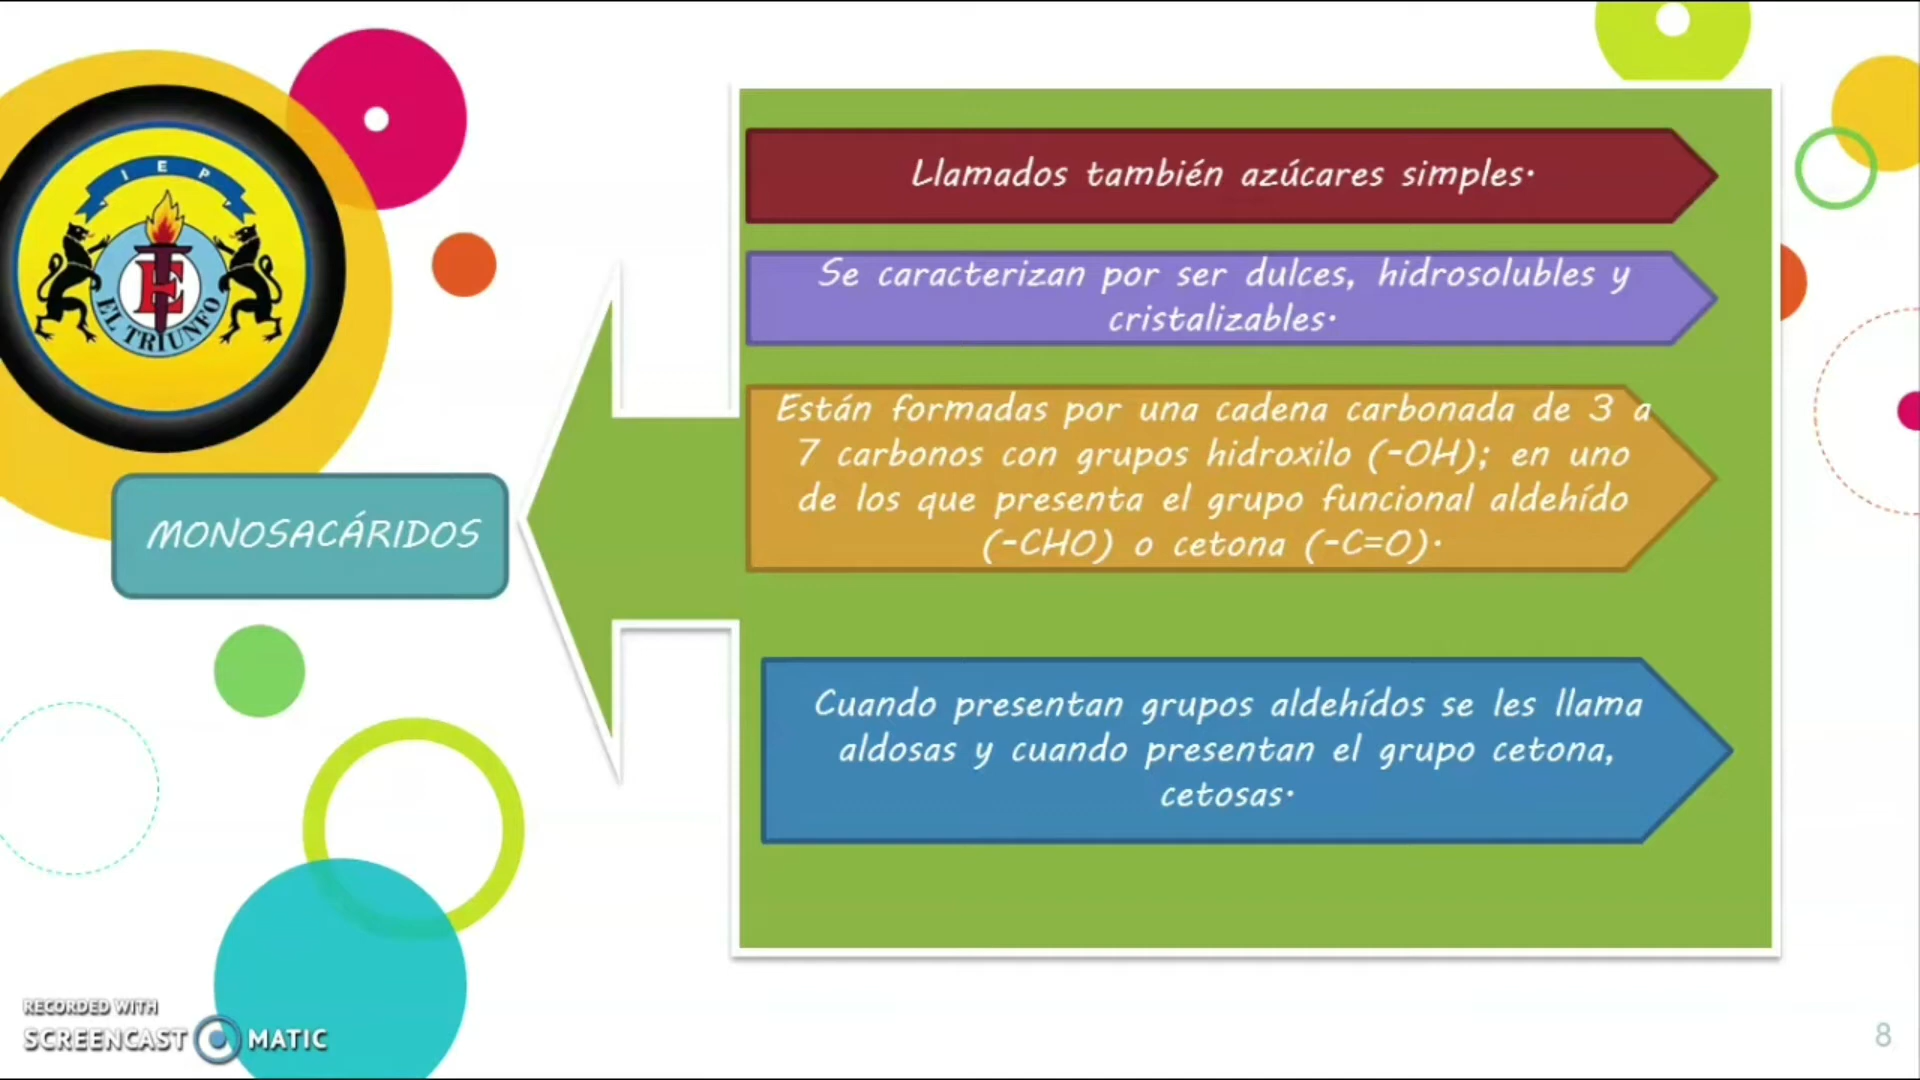 I E P
E
EL TRIUNFO
MONOSACÁRIDOS
Llamados también azúcares simples.
Se caracterizan por ser dulces, hidrosolubles y
cristalizables.
Están formadas por una cadena carbonada de 3 a
7 carbonos con grupos hidroxilo (-OH); en uno
de los que presenta el grupo funcional aldehído
(-CHO) o cetona (-C=O).
Cuando presentan grupos aldehídos se les llama
aldosas y cuando presentan el grupo cetona,
cetosas.
RECORDED WITH
SCREENCAST MATIC
8